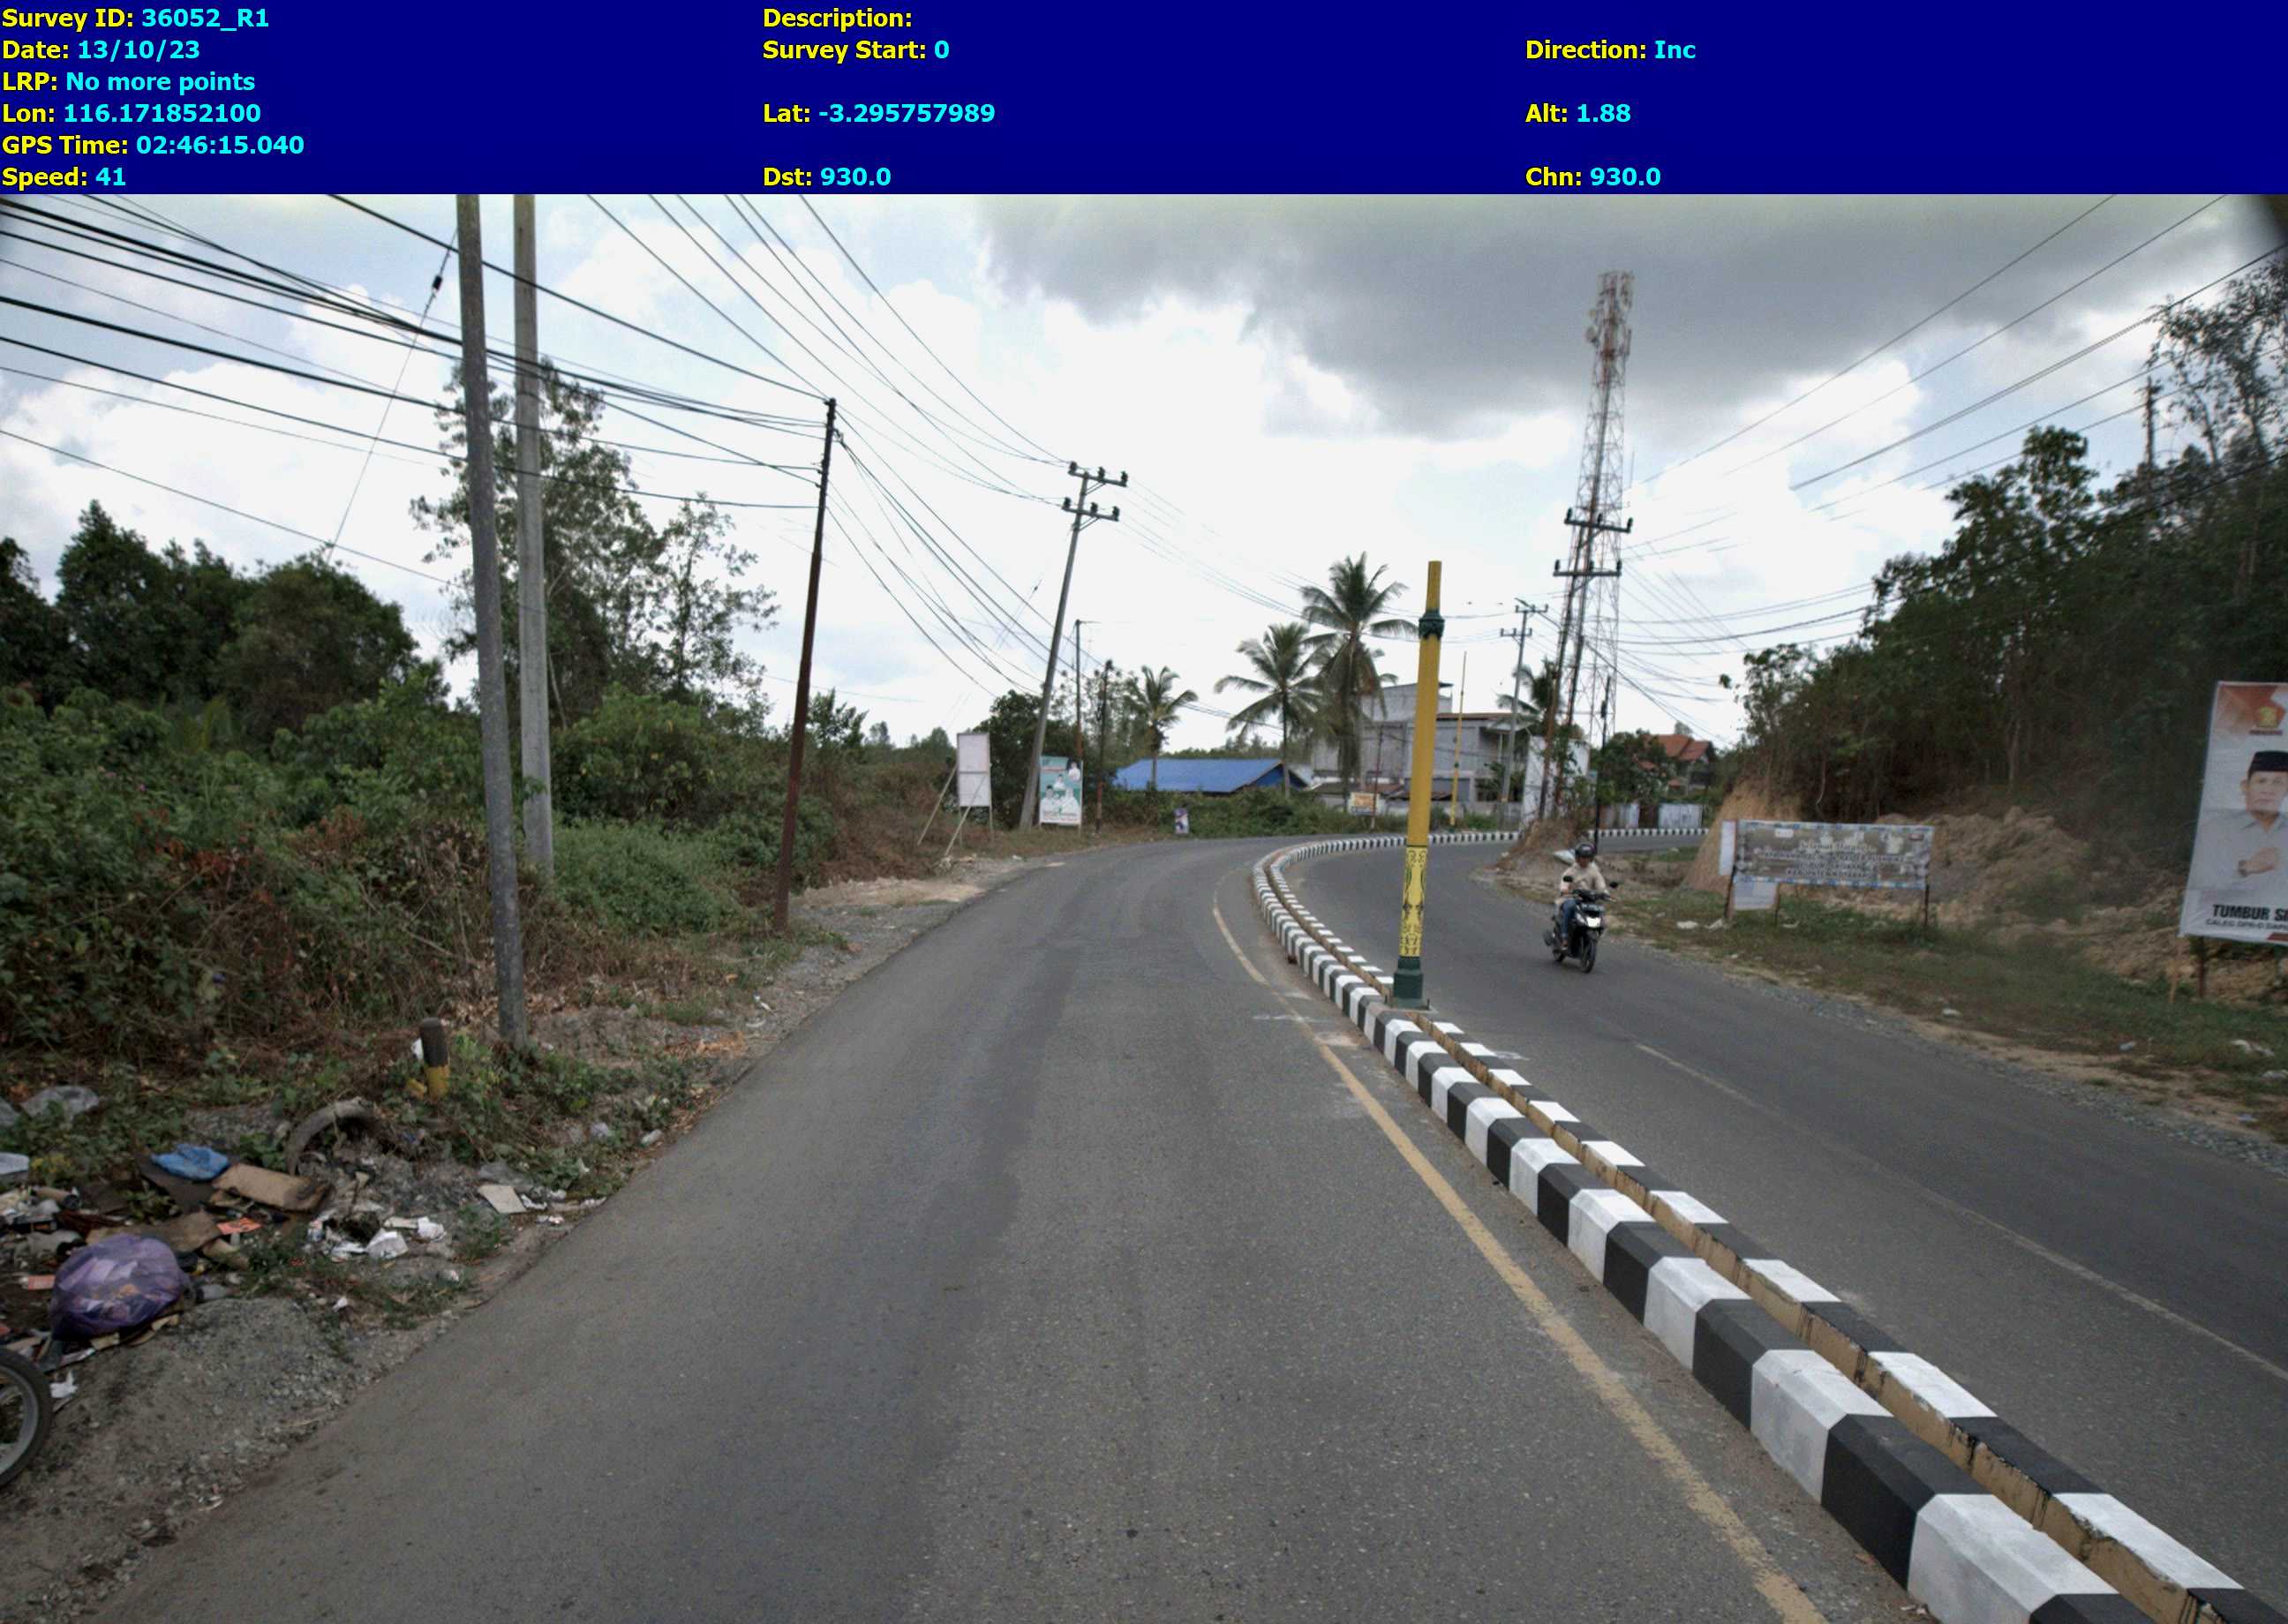 Survey ID: 36052_R1
Description:
Date: 13/10/23
Survey Start: 0
Direction: Inc
LRP: No more points
Lon: 116.171852100
Lat: -3.295757989
Alt: 1.88
GPS Time: 02:46:15.040
Speed: 41
Dst: 930.0
Chn: 930.0
TUMBUR